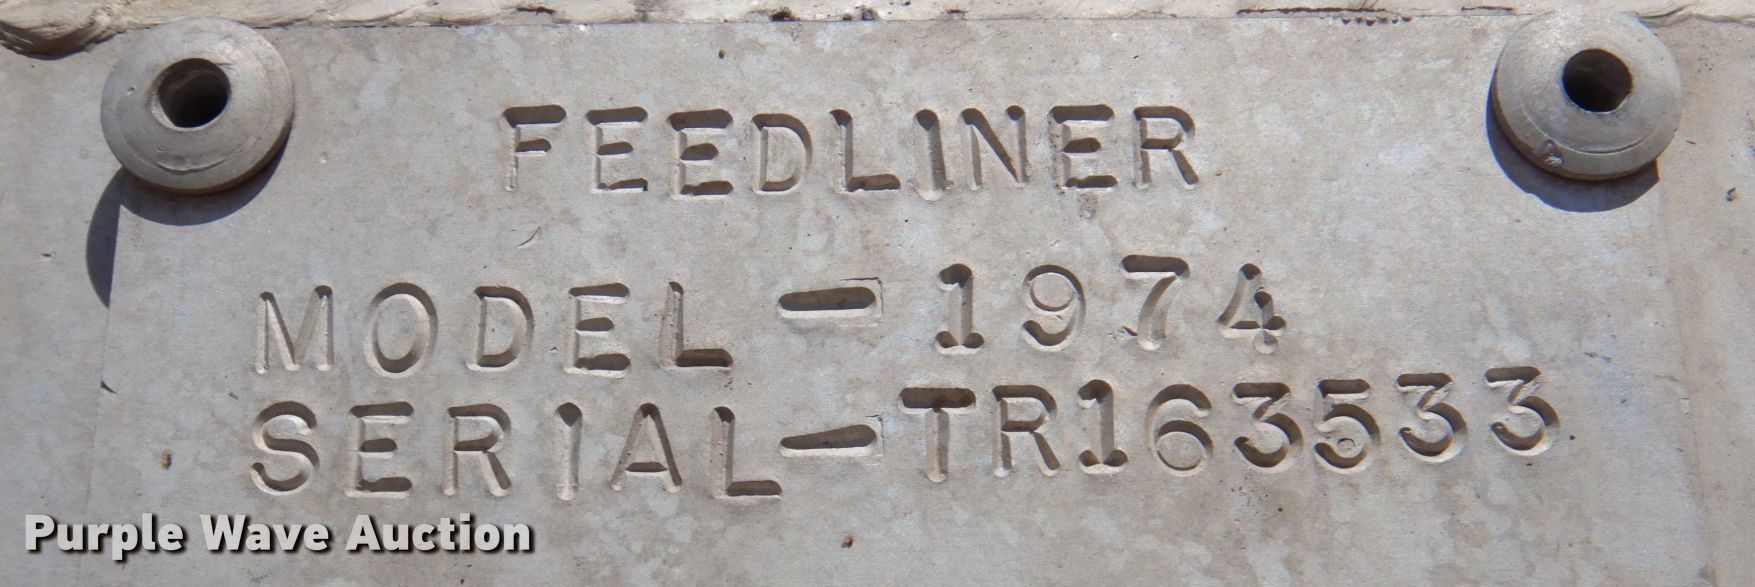 FEEDLINER
MODEL - 1974
SERIAL - TR163533
Purple Wave Auction